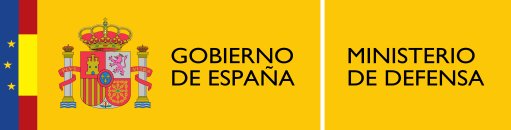 GOBIERNO
DE ESPAÑA
MINISTERIO
DE DEFENSA